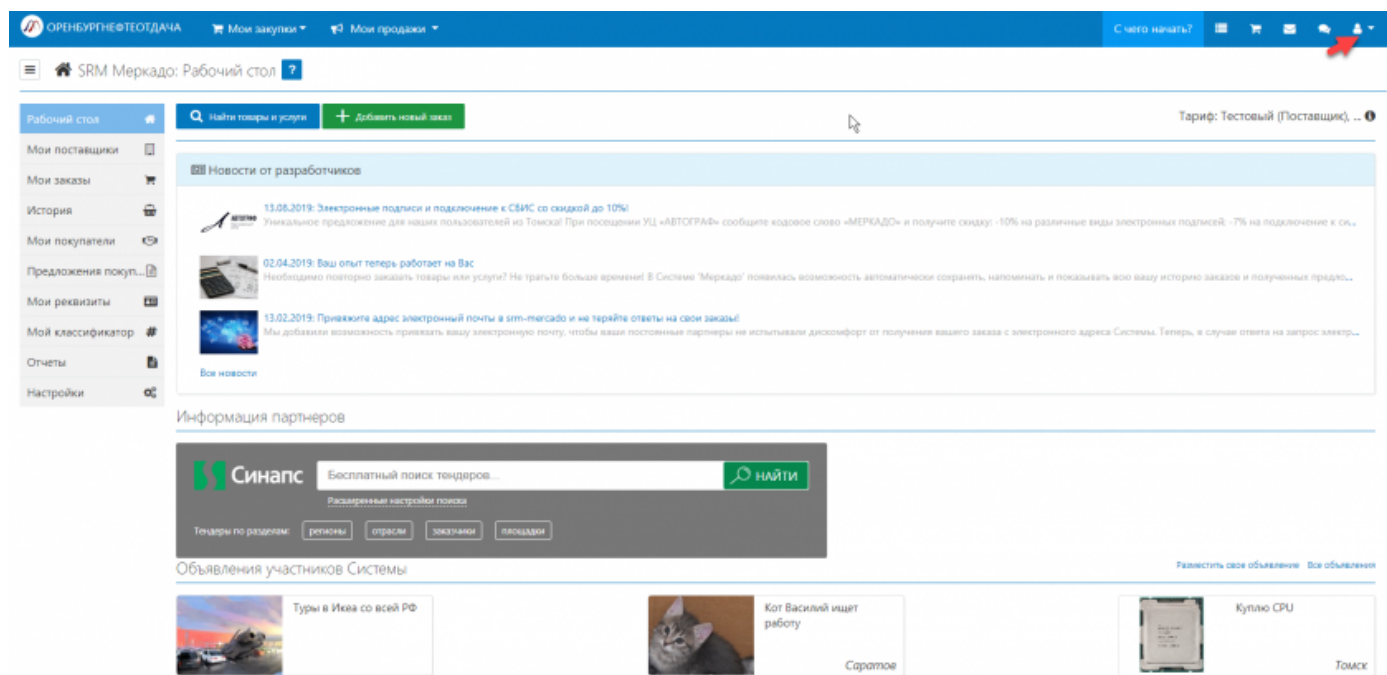 ОРЕНБУРГНЕФТЕОТДАЧА Мои закупки Мои продажи С чего начать?
SRM Меркадо: Рабочий стол ?
Рабочий стол
Мои поставщики
Мои заказы
История
Мои покупатели
Предложения покуп...
Мои реквизиты
Мой классификатор #
Отчеты
Настройки
Найти товары и услуги + Добавить новый заказ Тариф: Тестовый (Поставщик), ...
Новости от разработчиков
13.08.2019: Электронные подписи и подключение к СБИС со скидкой до 10%!
Уникальное предложение для наших пользователей из Томска! При посещении УЦ «АВТОГРАФ» сообщите кодовое слово «МЕРКАДО» и получите скидку: -10% на различные виды электронных подписей; -7% на подключение к си...
02.04.2019: Ваш опыт теперь работает на Вас
Необходимо повторно заказать товары или услуги? Не тратьте больше времени! В Системе "Меркадо" появилась возможность автоматически сохранять, напоминать и показывать всю вашу историю заказов и полученных предло...
13.02.2019: Привяжите адрес электронный почты в srm-mercado и не теряйте ответы на свои заказы!
Мы добавили возможность привязать вашу электронную почту, чтобы ваши постоянные партнеры не испытывали дискомфорт от получения вашего заказа с электронного адреса Системы. Теперь, в случае ответа на запрос электр...
Все новости
Информация партнеров
Синапс Бесплатный поиск тендеров... НАЙТИ
Расширенные настройки поиска
Тендеры по разделам: регионы отрасли заказчики площадки
Объявления участников Системы Разместить свое объявление Все объявления
Туры в Икеа со всей РФ
Кот Василий ищет
работу
Саратов
Куплю CPU
Томск